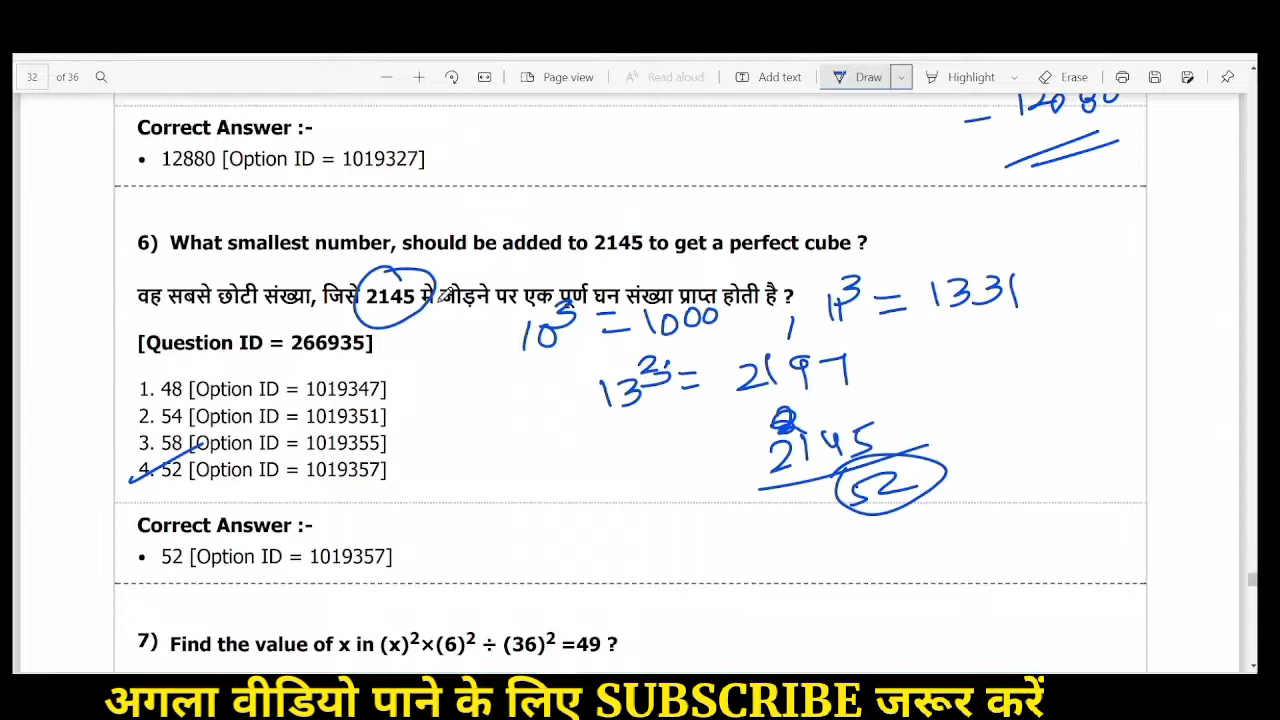 32 of 36 Page view Read aloud Add text Draw Highlight Erase
Correct Answer :-
• 12880 [Option ID = 1019327]
6) What smallest number, should be added to 2145 to get a perfect cube ?
वह सबसे छोटी संख्या, जिसे 2145 मे जोड़ने पर एक पूर्ण घन संख्या प्राप्त होती है ?
10³ = 1000 , 11³ = 1331
[Question ID = 266935]
13³ = 2197
1. 48 [Option ID = 1019347]
2. 54 [Option ID = 1019351]
3. 58 [Option ID = 1019355]
2145
4. 52 [Option ID = 1019357]
52
Correct Answer :-
• 52 [Option ID = 1019357]
7) Find the value of x in (x)²×(6)² ÷ (36)² =49 ?
अगला वीडियो पाने के लिए SUBSCRIBE जरूर करें